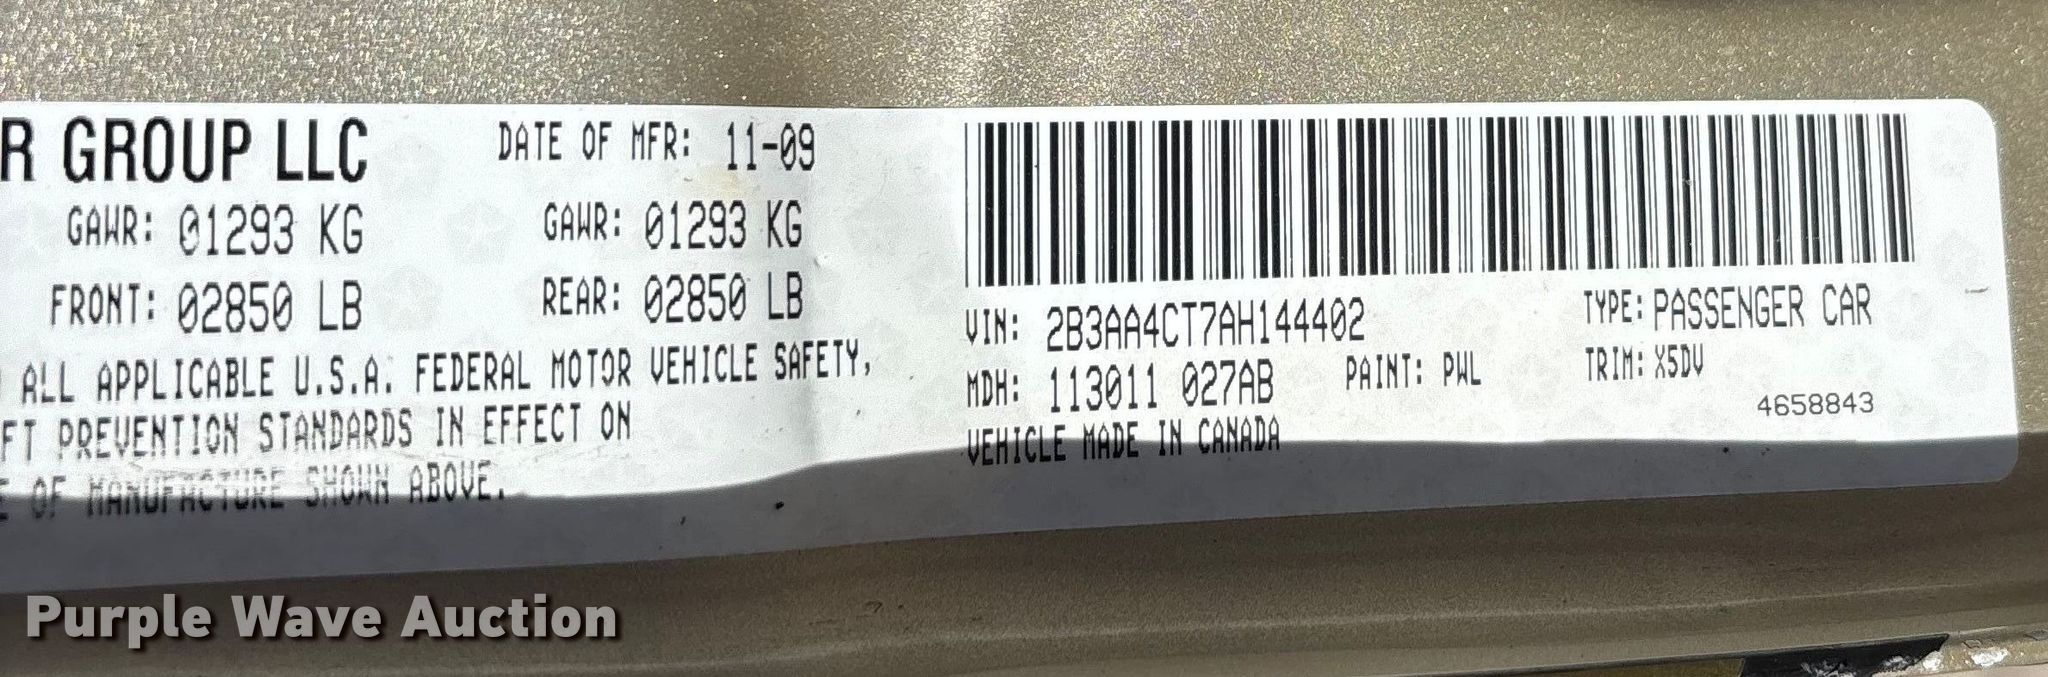 R GROUP LLC
DATE OF MFR: 11-09
GAWR: 01293 KG
GAWR: 01293 KG
FRONT: 02850 LB
REAR: 02850 LB
ALL APPLICABLE U.S.A. FEDERAL MOTOR VEHICLE SAFETY,
FT PREVENTION STANDARDS IN EFFECT ON
E OF MANUFACTURE SHOWN ABOVE.
VIN: 2B3AA4CT7AH144402
TYPE: PASSENGER CAR
MDH: 113011 027AB
PAINT: PWL
TRIM: X5DV
4658843
VEHICLE MADE IN CANADA
Purple Wave Auction